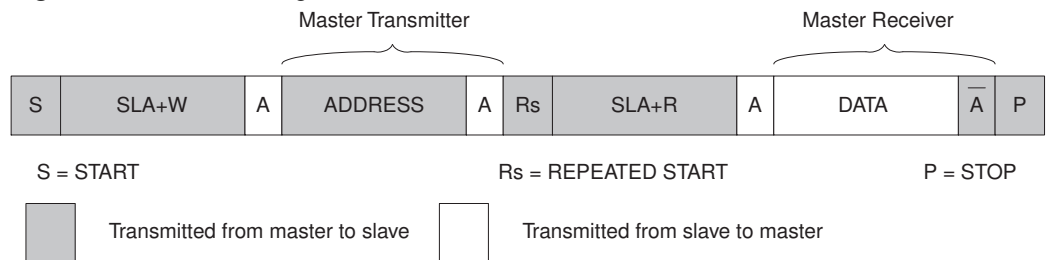 Master Transmitter Master Receiver
S SLA+W A ADDRESS A Rs SLA+R A DATA A̅ P
S = START Rs = REPEATED START P = STOP
Transmitted from master to slave Transmitted from slave to master